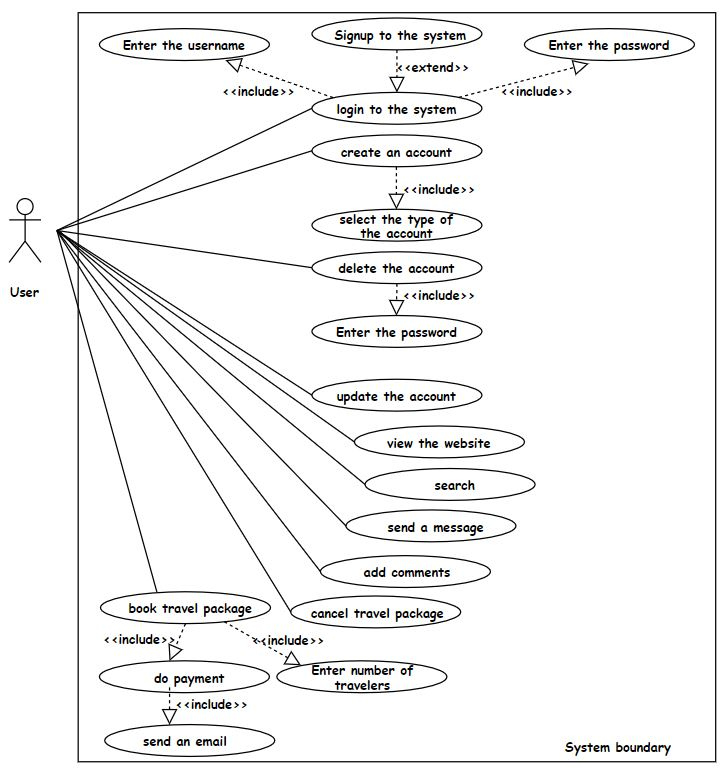 Enter the username
Signup to the system
Enter the password
<<extend>>
<<include>>
<<include>>
login to the system
create an account
<<include>>
select the type of
the account
delete the account
User
<<include>>
Enter the password
update the account
view the website
search
send a message
add comments
book travel package
cancel travel package
<<include>>
<<include>>
do payment
Enter number of
travelers
<<include>>
send an email
System boundary